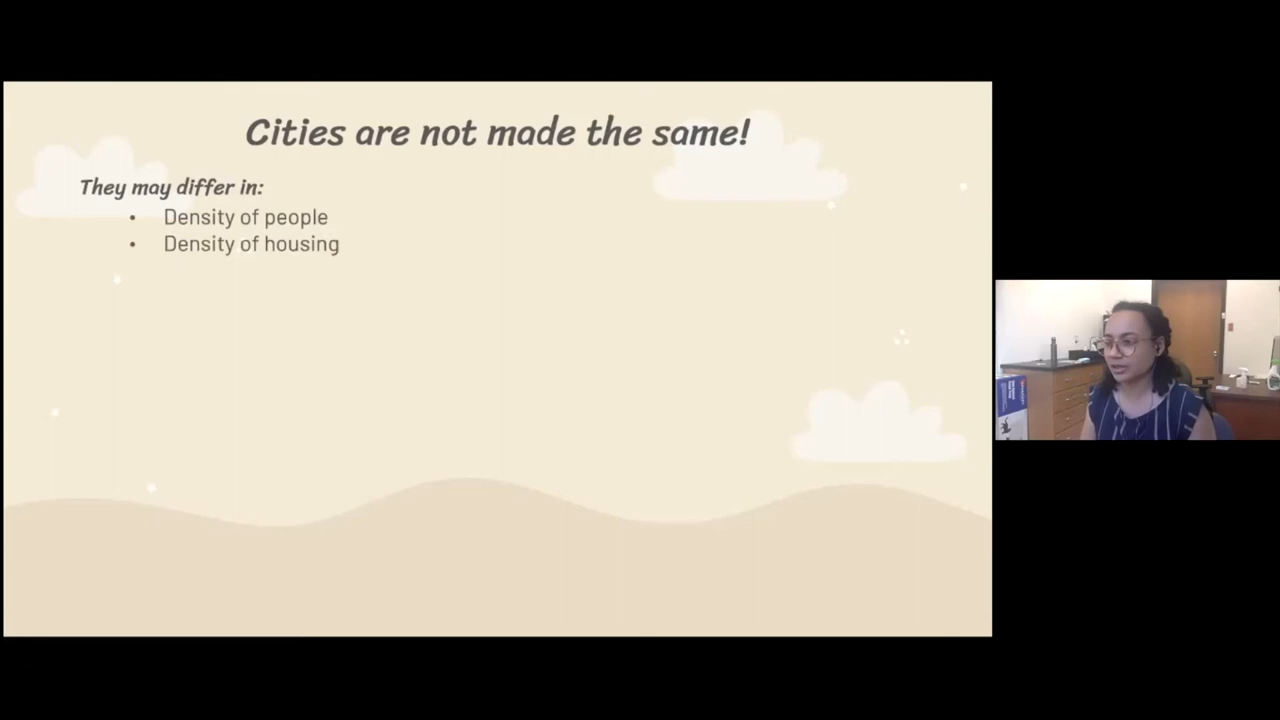 Cities are not made the same!
They may differ in:
• Density of people
• Density of housing